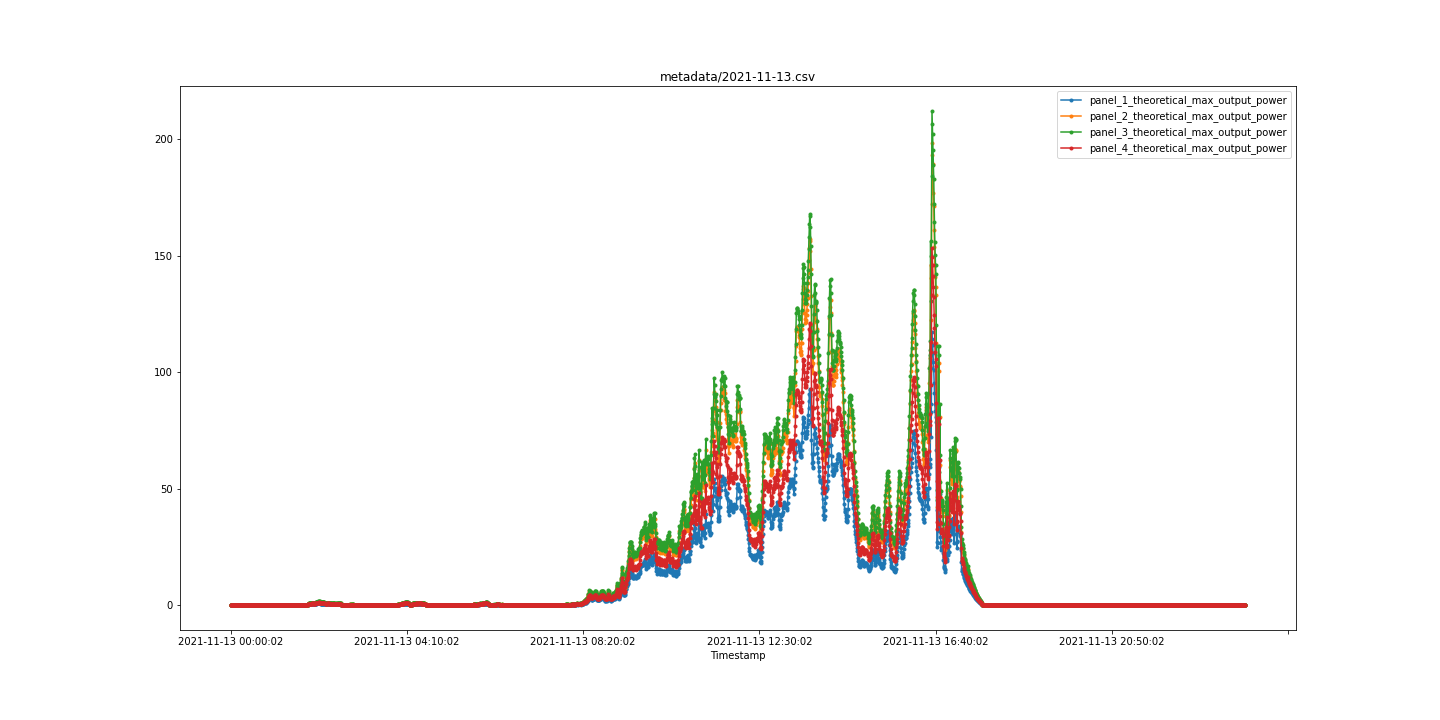 metadata/2021-11-13.csv
panel_1_theoretical_max_output_power
panel_2_theoretical_max_output_power
panel_3_theoretical_max_output_power
panel_4_theoretical_max_output_power
200
150
100
50
0
2021-11-13 00:00:02 2021-11-13 04:10:02 2021-11-13 08:20:02 2021-11-13 12:30:02 2021-11-13 16:40:02 2021-11-13 20:50:02
Timestamp